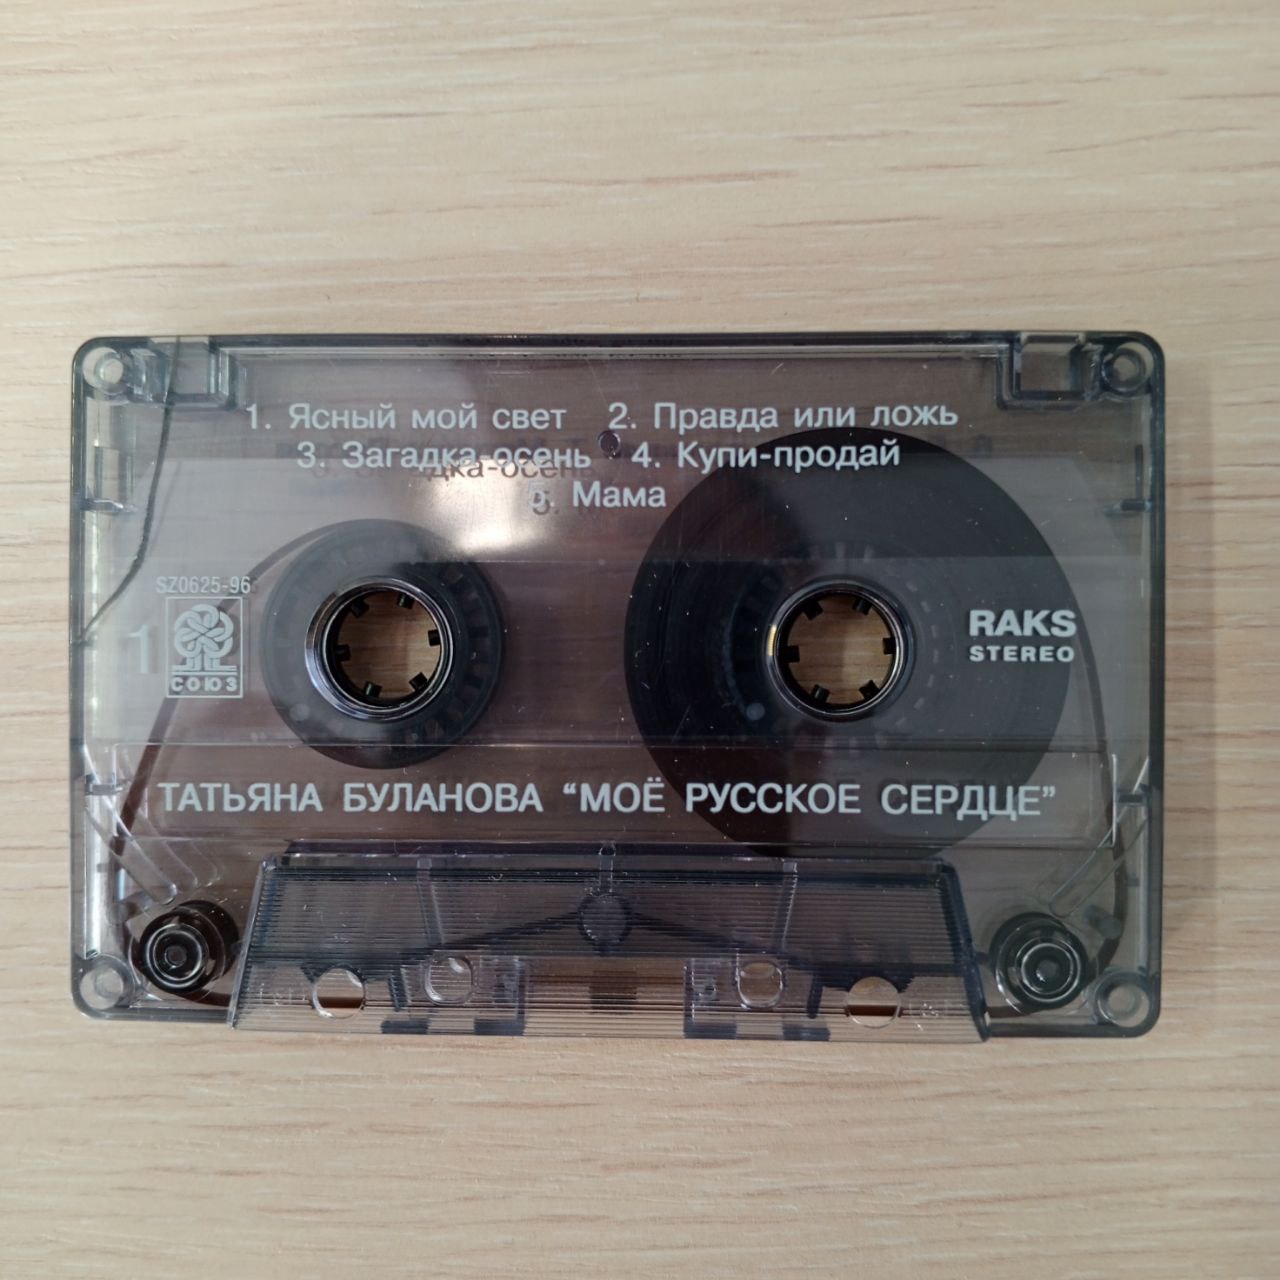 1. Ясный мой свет 2. Правда или ложь
3. Загадка-осень 4. Купи-продай
5. Мама
SZ0625-96
1
СОЮЗ
RAKS
STEREO
ТАТЬЯНА БУЛАНОВА “МОЁ РУССКОЕ СЕРДЦЕ”